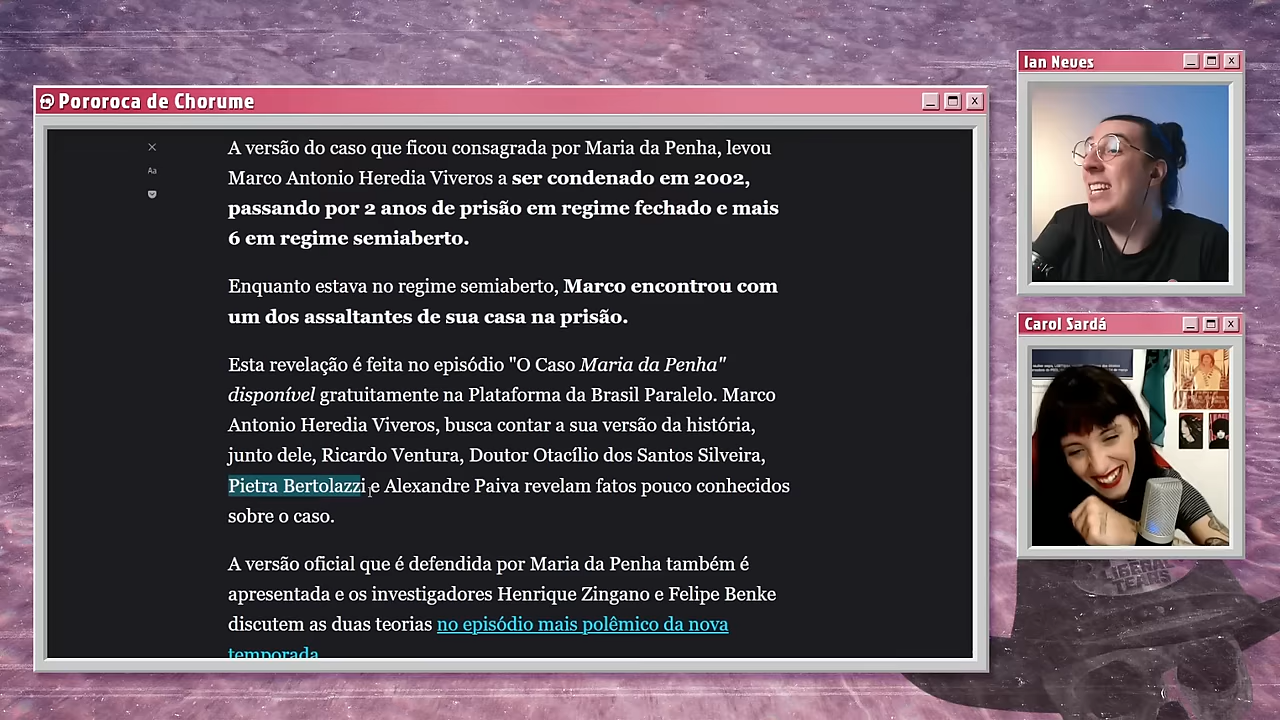 Pororoca de Chorume
A versão do caso que ficou consagrada por Maria da Penha, levou
Marco Antonio Heredia Viveros a ser condenado em 2002,
passando por 2 anos de prisão em regime fechado e mais
6 em regime semiaberto.
Enquanto estava no regime semiaberto, Marco encontrou com
um dos assaltantes de sua casa na prisão.
Esta revelação é feita no episódio "O Caso Maria da Penha"
disponível gratuitamente na Plataforma da Brasil Paralelo. Marco
Antonio Heredia Viveros, busca contar a sua versão da história,
junto dele, Ricardo Ventura, Doutor Otacílio dos Santos Silveira,
Pietra Bertolazzi e Alexandre Paiva revelam fatos pouco conhecidos
sobre o caso.
A versão oficial que é defendida por Maria da Penha também é
apresentada e os investigadores Henrique Zingano e Felipe Benke
discutem as duas teorias no episódio mais polêmico da nova
temporada.
Aa
Ian Neves
Carol Sardá
LIBERAL
TEARS